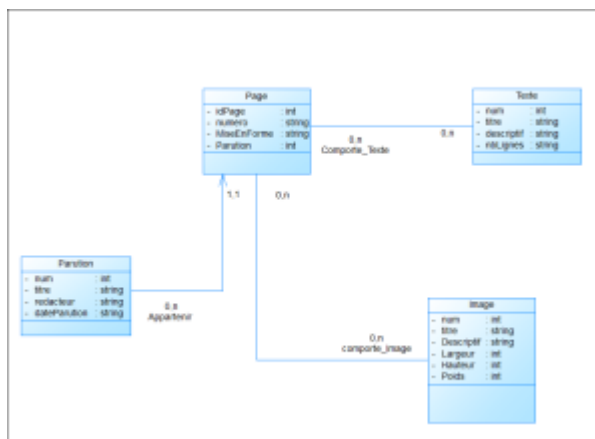 Page
- idPage : int
- numero : string
- MiseEnForme : string
- Parution : int
Texte
- num : int
- titre : string
- descriptif : string
- nbLignes : string
0,n
Comporte_Texte
0,n
1,1
0,n
Parution
- num : int
- titre : string
- redacteur : string
- dateParution : string
0,n
Appartenir
Image
- num : int
- titre : string
- Descriptif : string
- Largeur : int
- Hauteur : int
- Poids : int
0,n
comporte_image